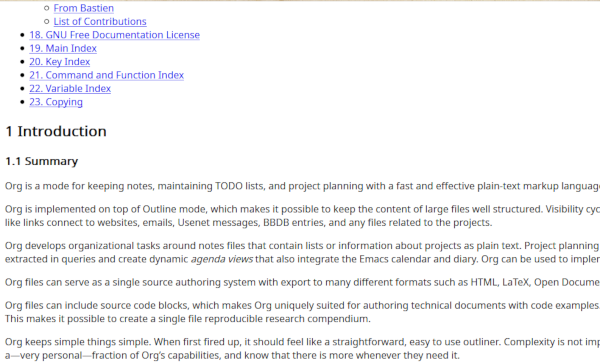 From Bastien
List of Contributions
18. GNU Free Documentation License
19. Main Index
20. Key Index
21. Command and Function Index
22. Variable Index
23. Copying
1 Introduction
1.1 Summary
Org is a mode for keeping notes, maintaining TODO lists, and project planning with a fast and effective plain-text markup languag
Org is implemented on top of Outline mode, which makes it possible to keep the content of large files well structured. Visibility cyc
like links connect to websites, emails, Usenet messages, BBDB entries, and any files related to the projects.
Org develops organizational tasks around notes files that contain lists or information about projects as plain text. Project planning
extracted in queries and create dynamic agenda views that also integrate the Emacs calendar and diary. Org can be used to impler
Org files can serve as a single source authoring system with export to many different formats such as HTML, LaTeX, Open Docume
Org files can include source code blocks, which makes Org uniquely suited for authoring technical documents with code examples.
This makes it possible to create a single file reproducible research compendium.
Org keeps simple things simple. When first fired up, it should feel like a straightforward, easy to use outliner. Complexity is not imp
a—very personal—fraction of Org’s capabilities, and know that there is more whenever they need it.